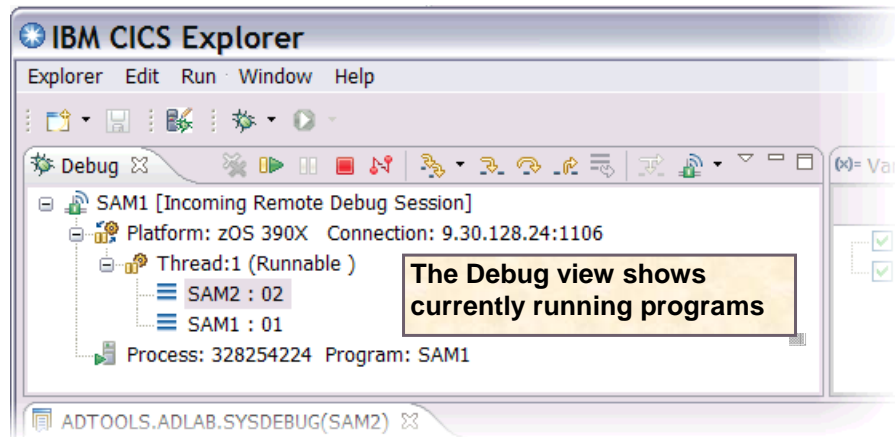 IBM CICS Explorer
Explorer Edit Run Window Help
Debug
(x)= Var
SAM1 [Incoming Remote Debug Session]
Platform: zOS 390X Connection: 9.30.128.24:1106
Thread:1 (Runnable )
SAM2 : 02
SAM1 : 01
Process: 328254224 Program: SAM1
The Debug view shows
currently running programs
ADTOOLS.ADLAB.SYSDEBUG(SAM2)